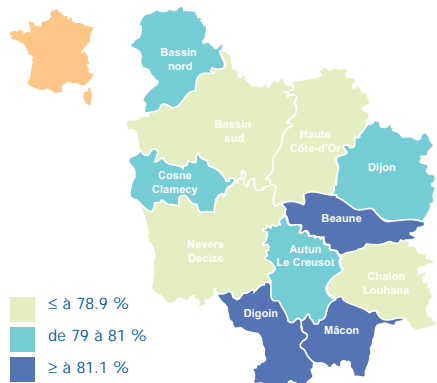 Bassin
nord
Bassin
sud
Haute
Côte-d'Or
Dijon
Cosne
Clamecy
Beaune
Nevers
Decize
Autun
Le Creusot
Chalon
Louhans
Digoin
Mâcon
≤ à 78.9 %
de 79 à 81 %
≥ à 81.1 %